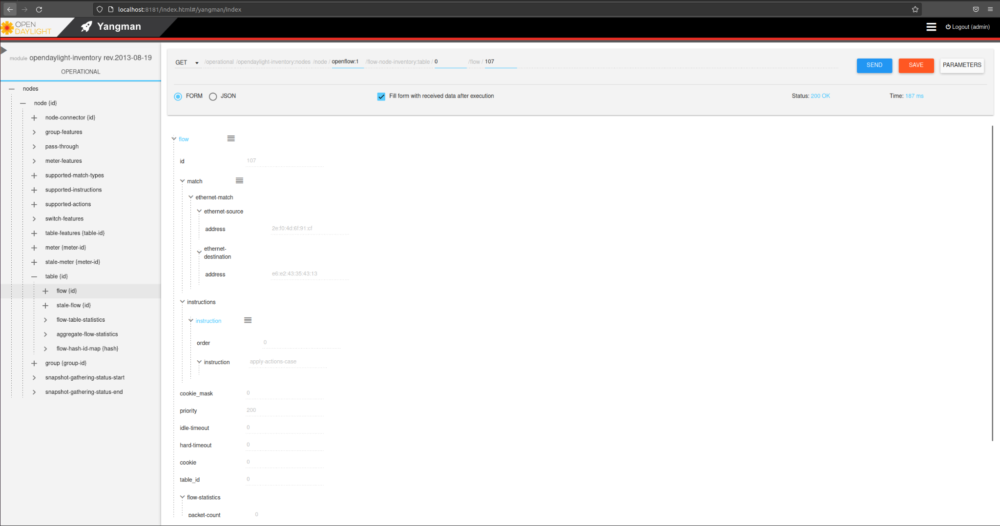 localhost:8181/index.html#/yangman/index
OPEN
DAYLIGHT
Yangman
Logout (admin)
module opendaylight-inventory rev.2013-08-19
OPERATIONAL
nodes
node {id}
node-connector {id}
group-features
pass-through
meter-features
supported-match-types
supported-instructions
supported-actions
switch-features
table-features {table-id}
meter {meter-id}
stale-meter {meter-id}
table {id}
flow {id}
stale-flow {id}
flow-table-statistics
aggregate-flow-statistics
flow-hash-id-map {hash}
group {group-id}
snapshot-gathering-status-start
snapshot-gathering-status-end
GET /operational /opendaylight-inventory:nodes /node / openflow:1 /flow-node-inventory:table / 0 /flow / 107
SEND SAVE PARAMETERS
FORM JSON Fill form with received data after execution Status: 200 OK Time: 187 ms
flow
id 107
match
ethernet-match
ethernet-source
address 2e:f0:4d:6f:91:cf
ethernet-
destination
address e6:e2:43:35:43:13
instructions
instruction
order 0
instruction apply-actions-case
cookie_mask 0
priority 200
idle-timeout 0
hard-timeout 0
cookie 0
table_id 0
flow-statistics
packet-count 0